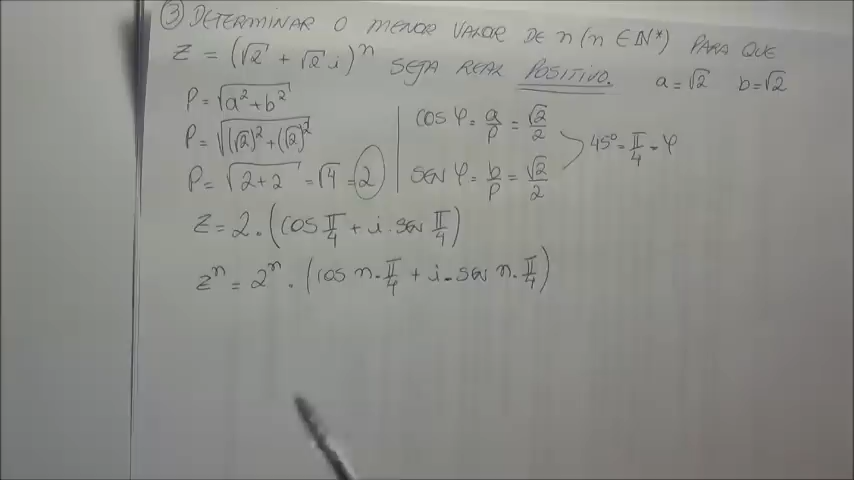 ③ DETERMINAR O MENOR VALOR DE n (n ∈ ℕ*) PARA QUE
Z = (√2 + √2 i)ⁿ SEJA REAL POSITIVO. a = √2 b = √2
ρ = √(a² + b²)
ρ = √((√2)² + (√2)²)
ρ = √(2 + 2) = √4 = 2
cos φ = a/ρ = √2/2
sen φ = b/ρ = √2/2
45° = π/4 = φ
Z = 2 · (cos π/4 + i · sen π/4)
Zⁿ = 2ⁿ · (cos n · π/4 + i · sen n · π/4)